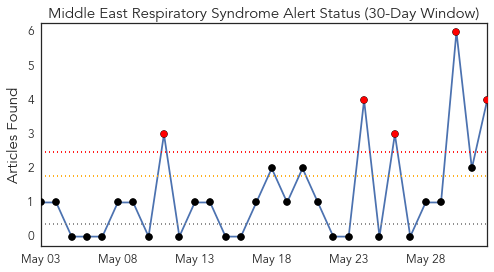 Middle East Respiratory Syndrome Alert Status (30-Day Window)
Articles Found
6
5
4
3
2
1
0
May 03
May 08
May 13
May 18
May 23
May 28